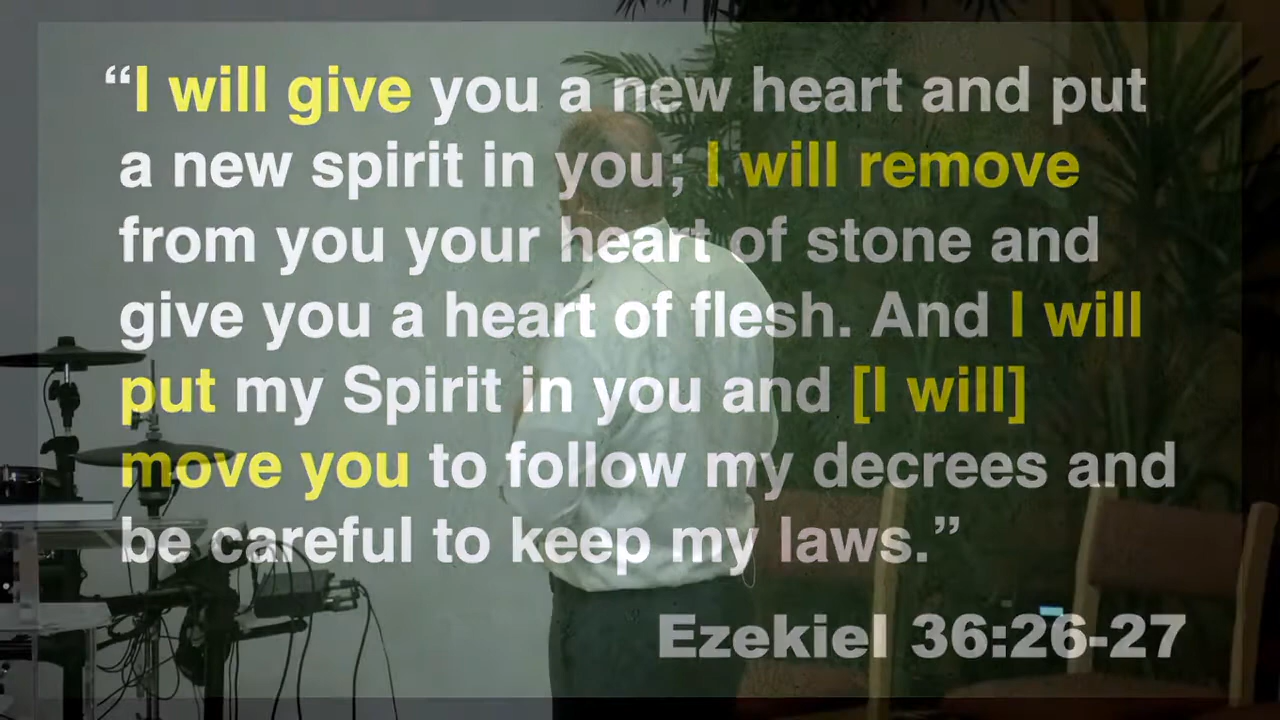 “I will give you a new heart and put
a new spirit in you; I will remove
from you your heart of stone and
give you a heart of flesh. And I will
put my Spirit in you and [I will]
move you to follow my decrees and
be careful to keep my laws.”
Ezekiel 36:26-27